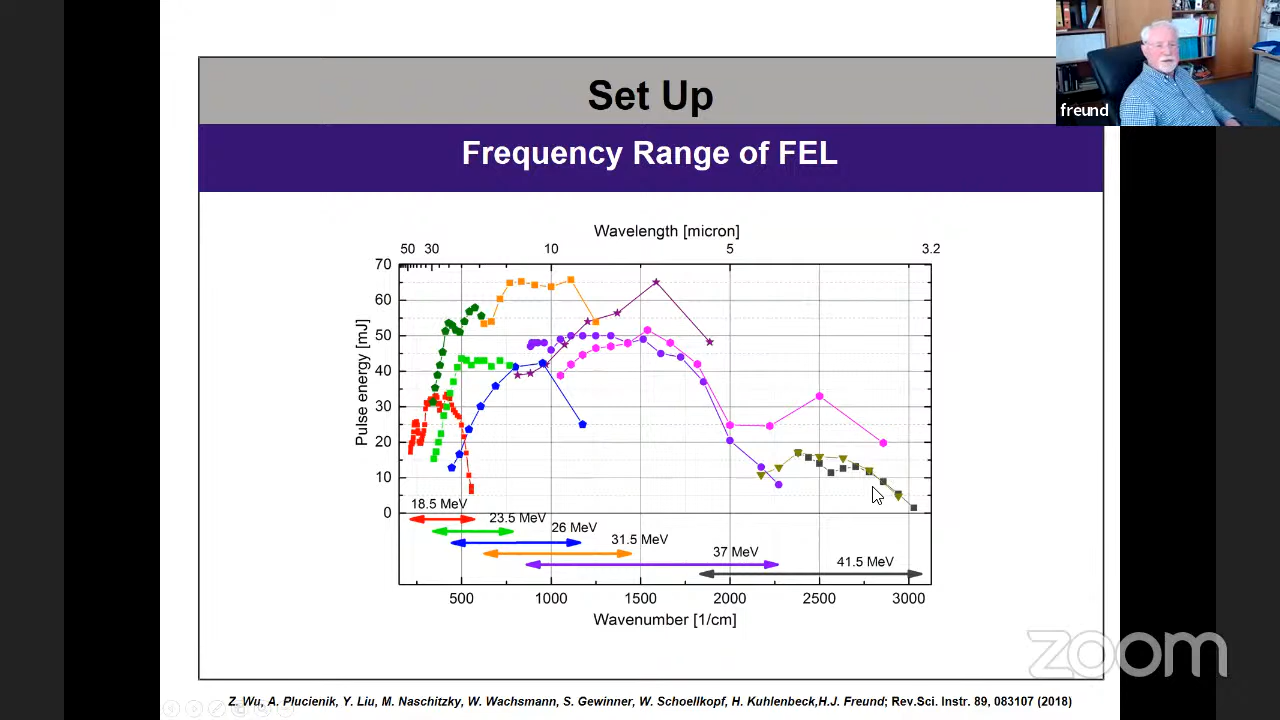 Set Up
freund
Frequency Range of FEL
Wavelength [micron]
50 30 10 5 3.2
Pulse energy [mJ]
70
60
50
40
30
20
10
0
18.5 MeV
23.5 MeV
26 MeV
31.5 MeV
37 MeV
41.5 MeV
500 1000 1500 2000 2500 3000
Wavenumber [1/cm]
zoom
Z. Wu, A. Plucienik, Y. Liu, M. Naschitzky, W. Wachsmann, S. Gewinner, W. Schoellkopf, H. Kuhlenbeck,H.J. Freund; Rev.Sci. Instr. 89, 083107 (2018)